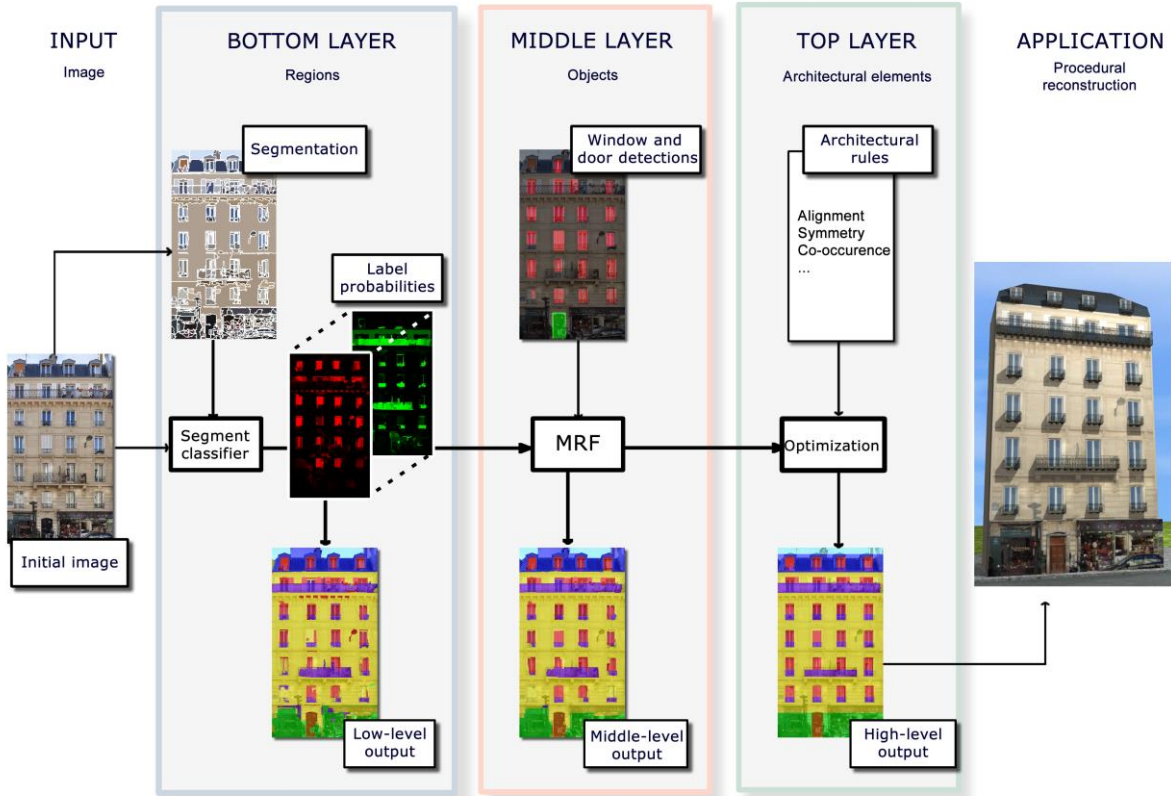 INPUT
Image
BOTTOM LAYER
Regions
MIDDLE LAYER
Objects
TOP LAYER
Architectural elements
APPLICATION
Procedural
reconstruction
Segmentation
Window and
door detections
Architectural
rules
Alignment
Symmetry
Co-occurence
...
Label
probabilities
Segment
classifier
MRF
Optimization
Initial image
Low-level
output
Middle-level
output
High-level
output